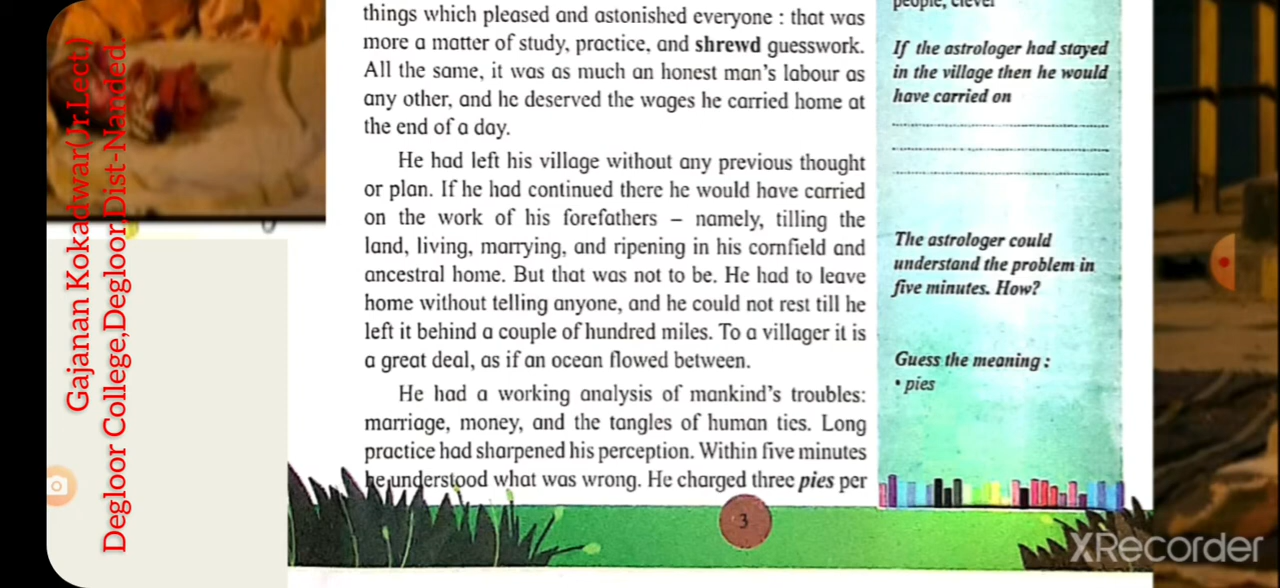 Gajanan Kokadwar(Jr.Lect.)
Degloor College,Degloor,Dist-Nanded.
things which pleased and astonished everyone : that was
more a matter of study, practice, and shrewd guesswork.
All the same, it was as much an honest man's labour as
any other, and he deserved the wages he carried home at
the end of a day.
He had left his village without any previous thought
or plan. If he had continued there he would have carried
on the work of his forefathers – namely, tilling the
land, living, marrying, and ripening in his cornfield and
ancestral home. But that was not to be. He had to leave
home without telling anyone, and he could not rest till he
left it behind a couple of hundred miles. To a villager it is
a great deal, as if an ocean flowed between.
He had a working analysis of mankind's troubles:
marriage, money, and the tangles of human ties. Long
practice had sharpened his perception. Within five minutes
he understood what was wrong. He charged three pies per
people, clever
If the astrologer had stayed
in the village then he would
have carried on
The astrologer could
understand the problem in
five minutes. How?
Guess the meaning :
• pies
3
XRecorder